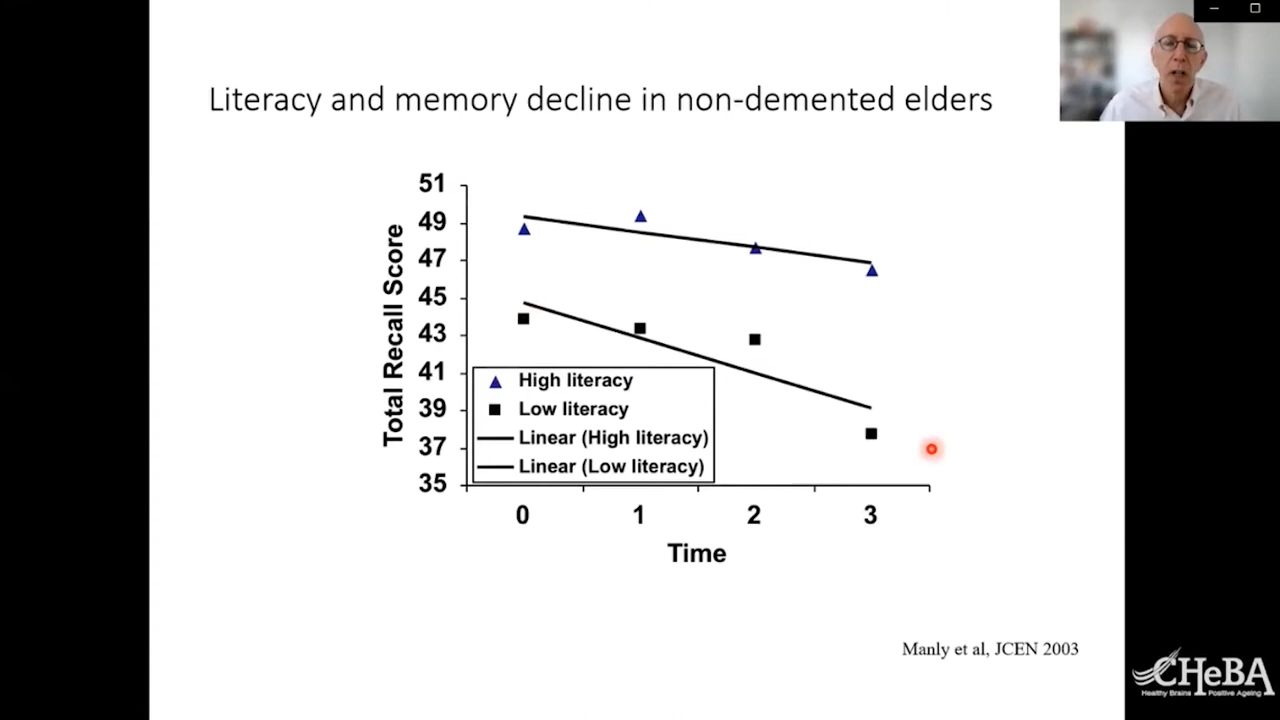 Literacy and memory decline in non-demented elders
51
49
47
45
43
41
39
37
35
Total Recall Score
High literacy
Low literacy
Linear (High literacy)
Linear (Low literacy)
0 1 2 3
Time
Manly et al, JCEN 2003
CHeBA
Healthy Brains Positive Ageing